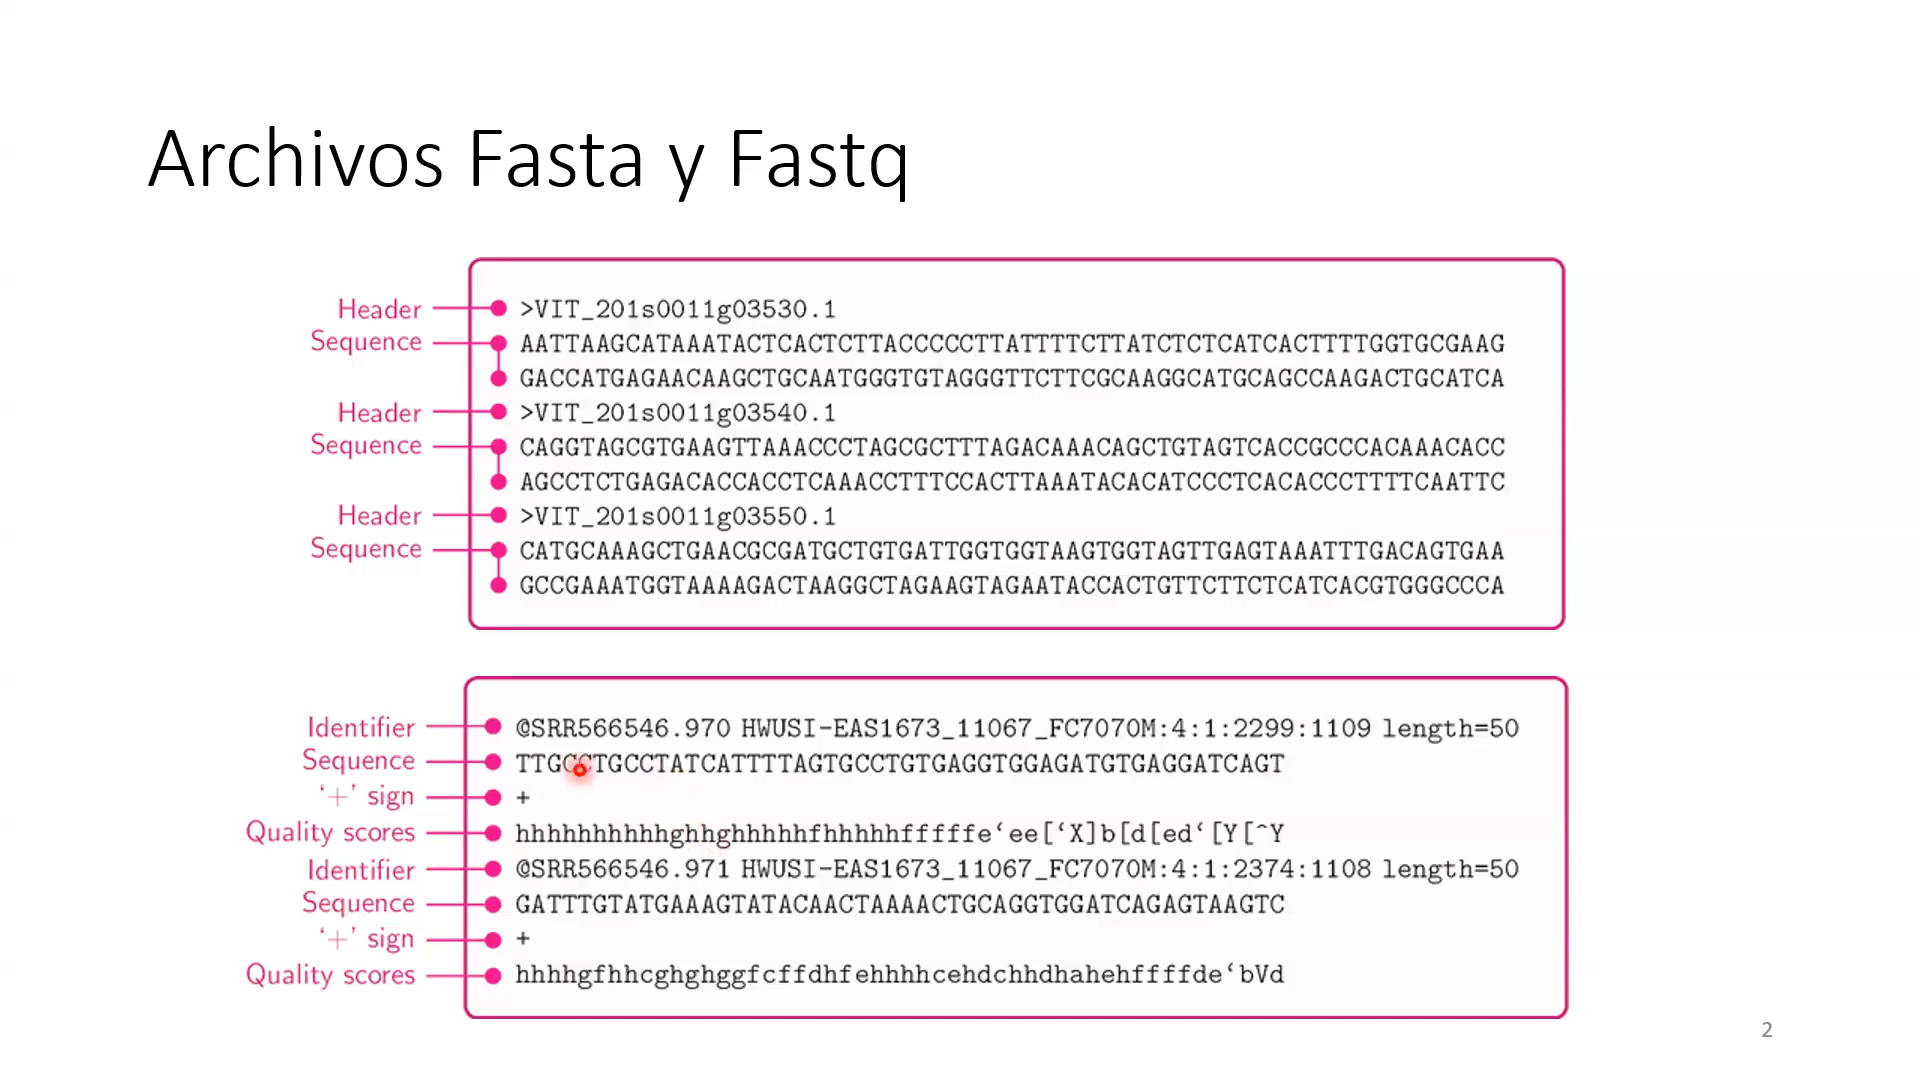 Archivos Fasta y Fastq
Header >VIT_201s0011g03530.1
Sequence AATTAAGCATAAATACTCACTCTTACCCCCTTATTTTCTTATCTCTCATCACTTTTGGTGCGAAG
GACCATGAGAACAAGCTGCAATGGGTGTAGGGTTCTTCGCAAGGCATGCAGCCAAGACTGCATCA
Header >VIT_201s0011g03540.1
Sequence CAGGTAGCGTGAAGTTAAACCCTAGCGCTTTAGACAAACAGCTGTAGTCACCGCCCACAAACACC
AGCCTCTGAGACACCACCTCAAACCTTTCCACTTAAATACACATCCCTCACACCCTTTTCAATTC
Header >VIT_201s0011g03550.1
Sequence CATGCAAAGCTGAACGCGATGCTGTGATTGGTGGTAAGTGGTAGTTGAGTAAATTTGACAGTGAA
GCCGAAATGGTAAAAGACTAAGGCTAGAAGTAGAATACCACTGTTCTTCTCATCACGTGGGCCCA
Identifier @SRR566546.970 HWUSI-EAS1673_11067_FC7070M:4:1:2299:1109 length=50
Sequence TTGCCTGCCTATCATTTTAGTGCCTGTGAGGTGGAGATGTGAGGATCAGT
‘+’ sign +
Quality scores hhhhhhhhhhghhghhhhhfhhhhhfffffe‘ee[‘X]b[d[ed‘[Y[^Y
Identifier @SRR566546.971 HWUSI-EAS1673_11067_FC7070M:4:1:2374:1108 length=50
Sequence GATTTGTATGAAAGTATACAACTAAAACTGCAGGTGGATCAGAGTAAGTC
‘+’ sign +
Quality scores hhhhgfhhcghghggfcffdhfehhhhcehdchhdhahehffffde‘bVd
2